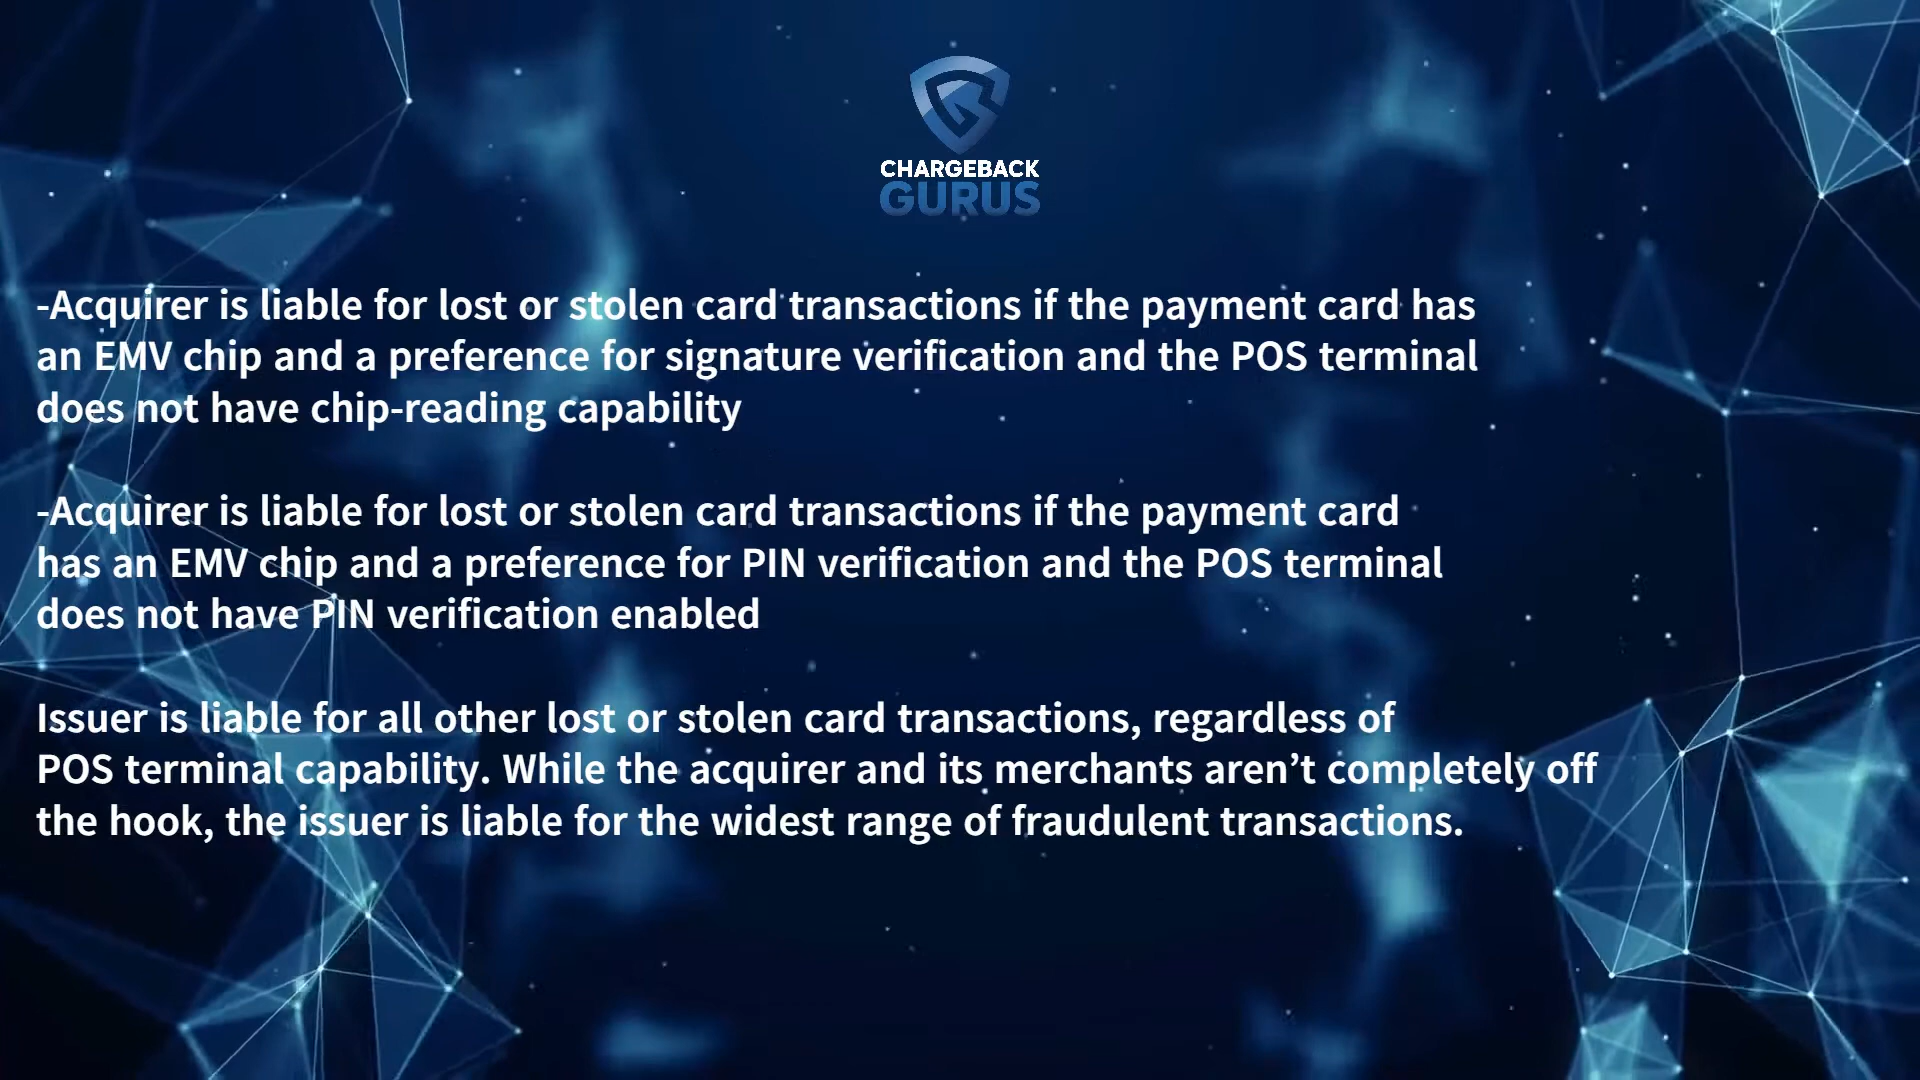 CHARGEBACK
GURUS
-Acquirer is liable for lost or stolen card transactions if the payment card has
an EMV chip and a preference for signature verification and the POS terminal
does not have chip-reading capability
-Acquirer is liable for lost or stolen card transactions if the payment card
has an EMV chip and a preference for PIN verification and the POS terminal
does not have PIN verification enabled
Issuer is liable for all other lost or stolen card transactions, regardless of
POS terminal capability. While the acquirer and its merchants aren’t completely off
the hook, the issuer is liable for the widest range of fraudulent transactions.